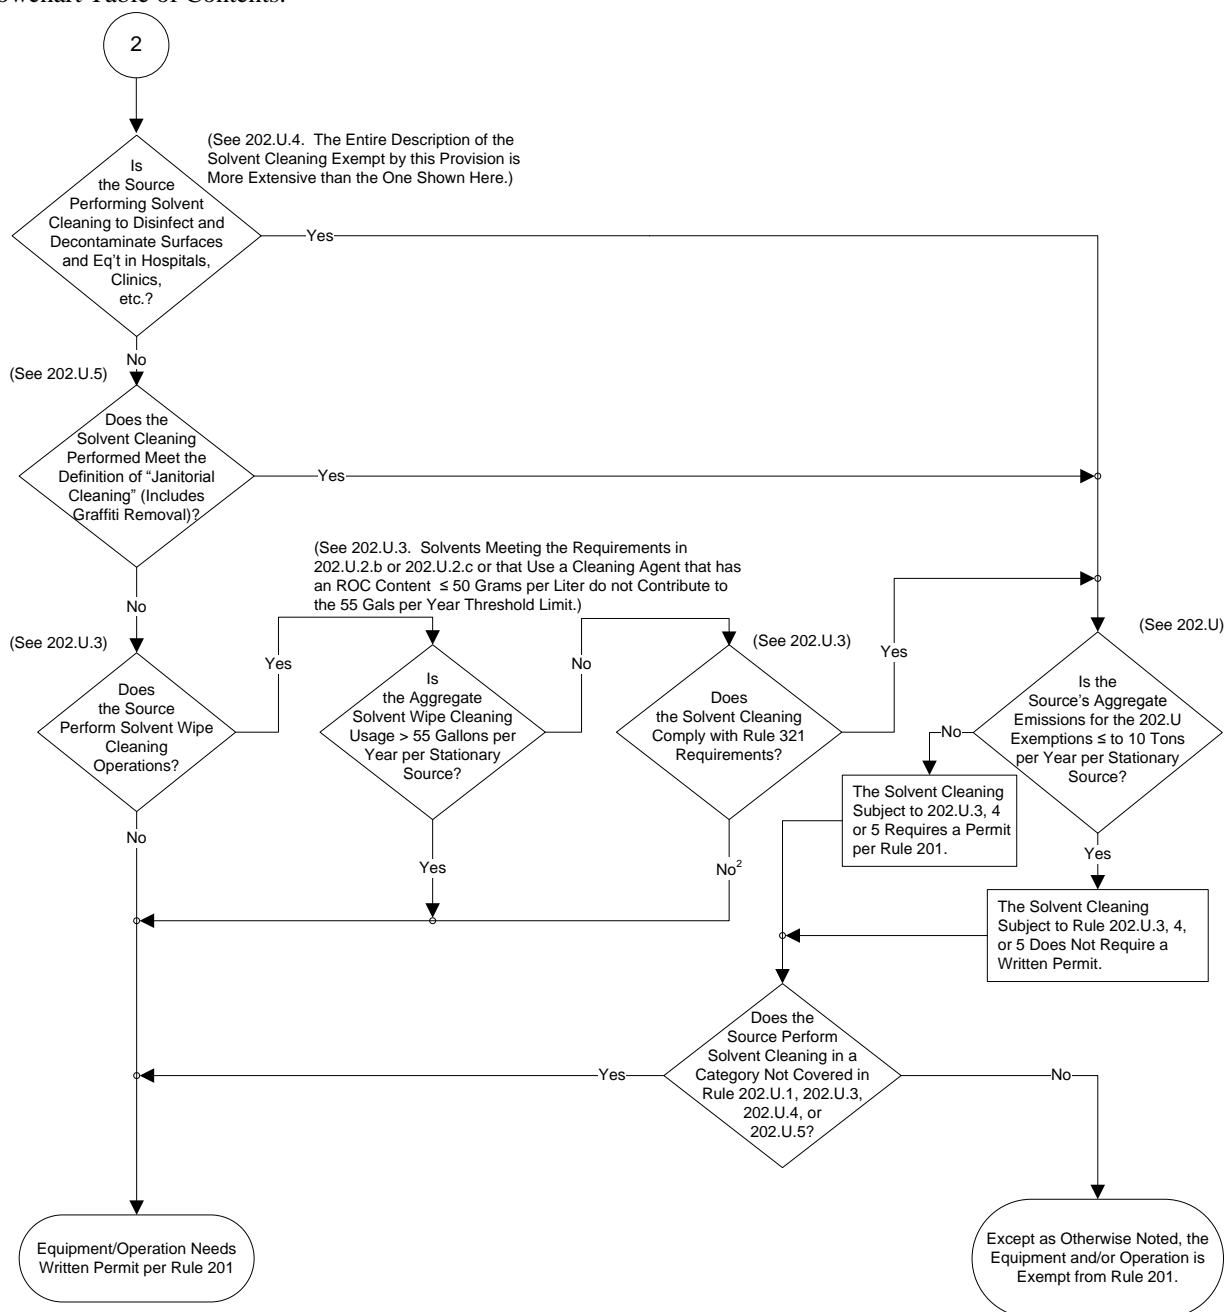 owchart Table of Contents.
2
(See 202.U.4. The Entire Description of the
Solvent Cleaning Exempt by this Provision is
More Extensive than the One Shown Here.)
Is
the Source
Performing Solvent
Cleaning to Disinfect and
Decontaminate Surfaces
and Eq't in Hospitals,
Clinics,
etc.?
Yes
No
(See 202.U.5)
Does the
Solvent Cleaning
Performed Meet the
Definition of “Janitorial
Cleaning” (Includes
Graffiti Removal)?
Yes
No
(See 202.U.3. Solvents Meeting the Requirements in
202.U.2.b or 202.U.2.c or that Use a Cleaning Agent that has
an ROC Content ≤ 50 Grams per Liter do not Contribute to
the 55 Gals per Year Threshold Limit.)
(See 202.U.3)
Does
the Source
Perform Solvent Wipe
Cleaning
Operations?
Yes
No
Is
the Aggregate
Solvent Wipe Cleaning
Usage > 55 Gallons per
Year per Stationary
Source?
No
Yes
(See 202.U.3)
Does
the Solvent Cleaning
Comply with Rule 321
Requirements?
Yes
No2
(See 202.U)
Is the
Source's Aggregate
Emissions for the 202.U
Exemptions ≤ to 10 Tons
per Year per Stationary
Source?
No
Yes
The Solvent Cleaning
Subject to 202.U.3, 4
or 5 Requires a Permit
per Rule 201.
The Solvent Cleaning
Subject to Rule 202.U.3, 4,
or 5 Does Not Require a
Written Permit.
Does the
Source Perform
Solvent Cleaning in a
Category Not Covered in
Rule 202.U.1, 202.U.3,
202.U.4, or
202.U.5?
Yes
No
Equipment/Operation Needs
Written Permit per Rule 201
Except as Otherwise Noted, the
Equipment and/or Operation is
Exempt from Rule 201.